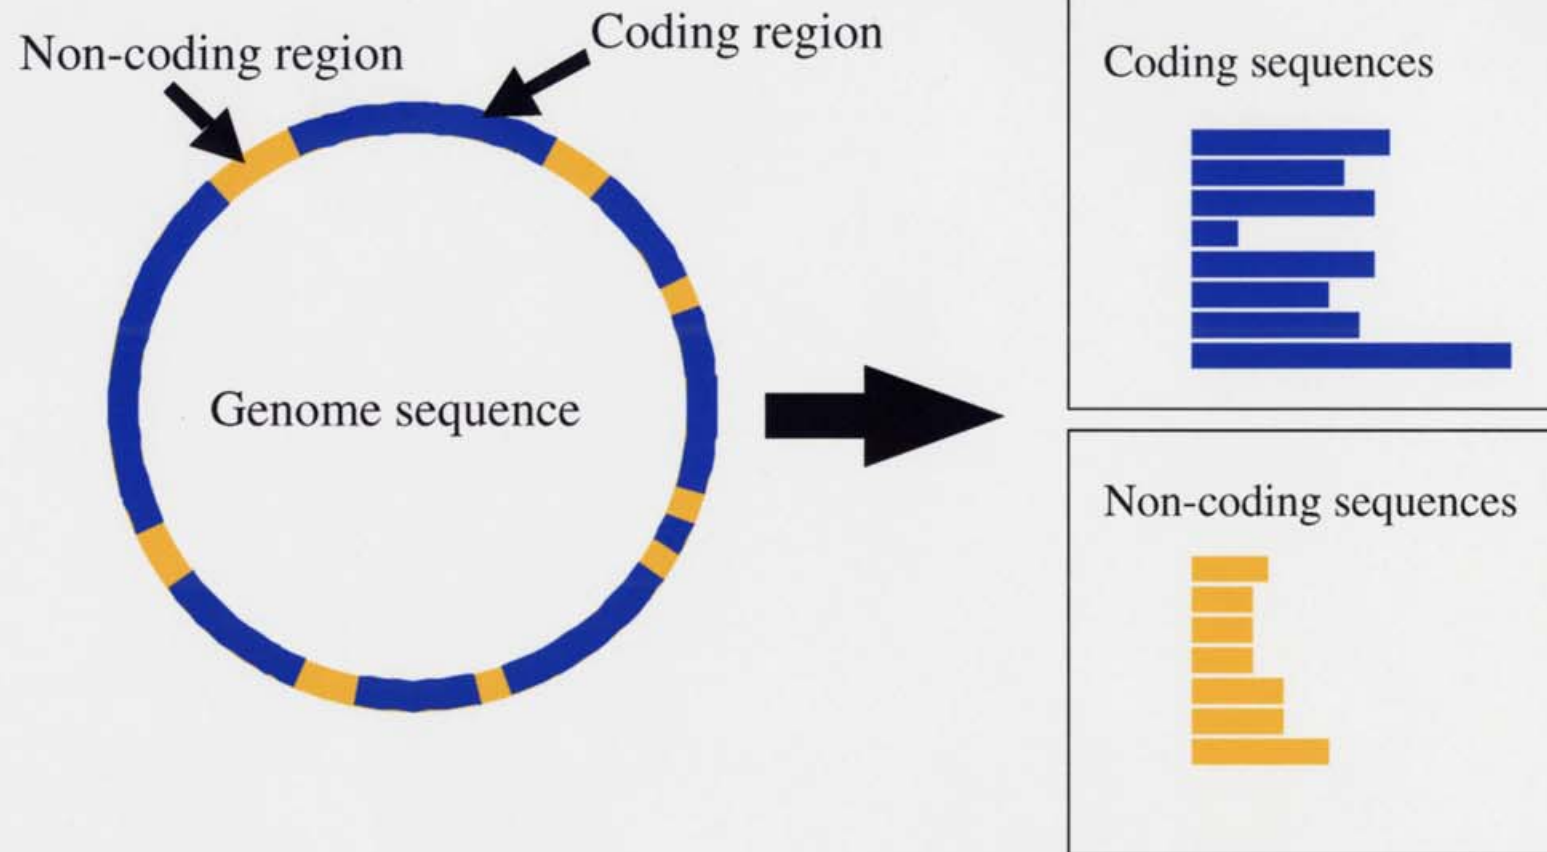 Non-coding region
Coding region
Genome sequence
Coding sequences
Non-coding sequences